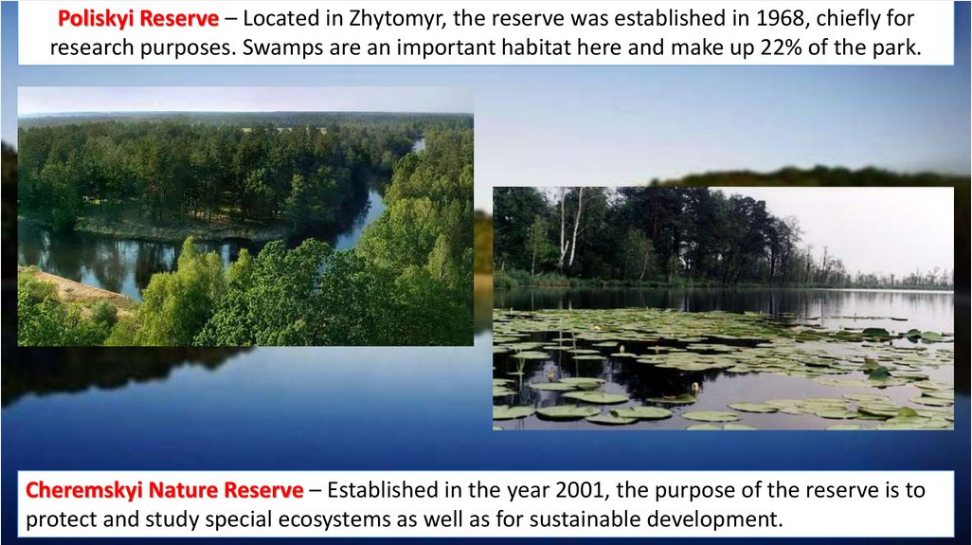 Poliskyi Reserve – Located in Zhytomyr, the reserve was established in 1968, chiefly for
research purposes. Swamps are an important habitat here and make up 22% of the park.
Cheremskyi Nature Reserve – Established in the year 2001, the purpose of the reserve is to
protect and study special ecosystems as well as for sustainable development.